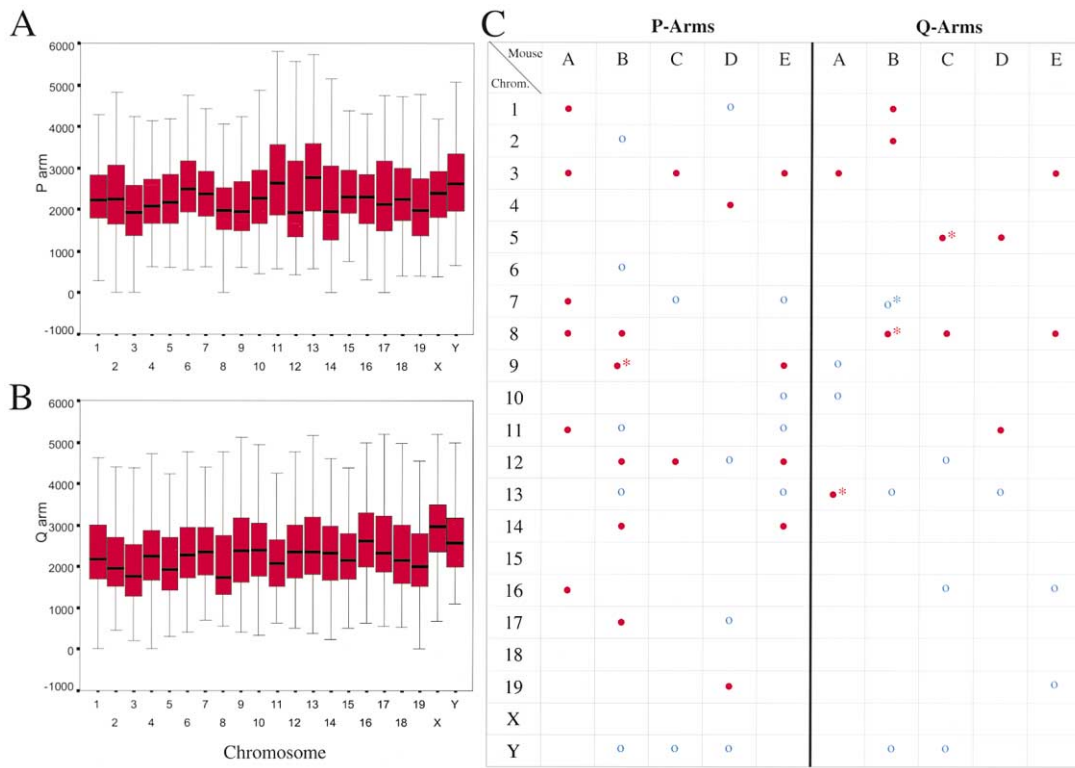 A
P arm
6000
5000
4000
3000
2000
1000
0
-1000
1 3 5 7 9 11 13 15 17 19 Y
2 4 6 8 10 12 14 16 18 X
B
Q arm
6000
5000
4000
3000
2000
1000
0
-1000
1 3 5 7 9 11 13 15 17 19 Y
2 4 6 8 10 12 14 16 18 X
Chromosome
C
P-Arms Q-Arms
Mouse A B C D E A B C D E
Chrom.
1
2
3
4
5 *
6
7 *
8 *
9 *
10
11
12
13 *
14
15
16
17
18
19
X
Y